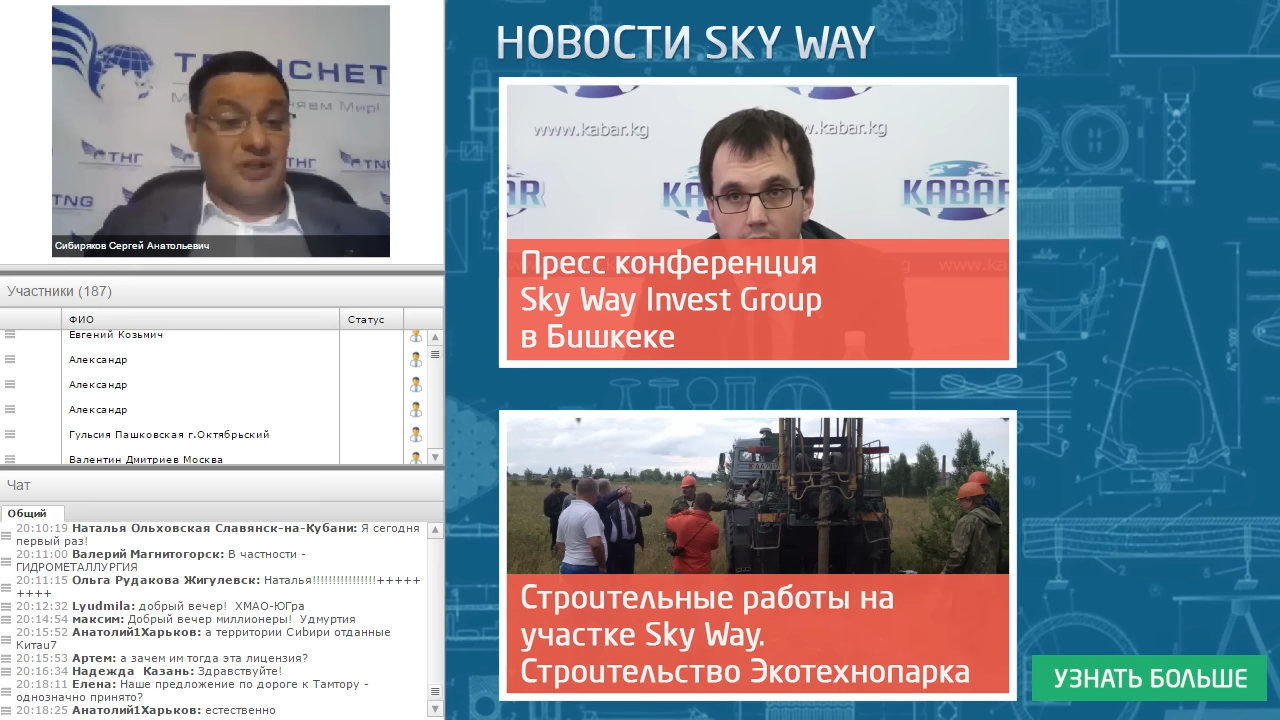 ТРАНСНЕТ
ТНГ
TNG
TNG
Сибиряков Сергей Анатольевич
Участники (187)
ФИО
Статус
Евгений Козьмич
Александр
Александр
Александр
Гульсия Пашковская г.Октябрьский
Валентин Дмитриев Москва
Чат
Общий
20:10:19 Наталья Ольховская Славянск-на-Кубани: Я сегодня
первый раз!
20:11:00 Валерий Магнитогорск: В частности -
ГИДРОМЕТАЛЛУРГИЯ
20:11:15 Ольга Рудакова Жигулевск: Наталья!!!!!!!!!!!!!!!!+++++
++++
20:12:32 Lyudmila: добрый вечер! ХМАО-ЮГра
20:14:54 максим: Добрый вечер миллионеры! Удмуртия
20:15:52 Анатолий1Харьков: а территории Сибири отданные
Китаu7
20:15:53 Артем: а зачем им тогда эта лицензия?
20:16:34 Надежда Казань: Здравствуйте!
20:18:11 Елена: Наше предложение по дороге к Тамтору -
однозначно принято?
20:18:25 Анатолий1Харьков: естественно
НОВОСТИ SKY WAY
www.kabar.kg
w.kabar.kg
KABAR
Пресс конференция
Sky Way Invest Group
в Бишкеке
Строительные работы на
участке Sky Way.
Строительство Экотехнопарка
УЗНАТЬ БОЛЬШЕ